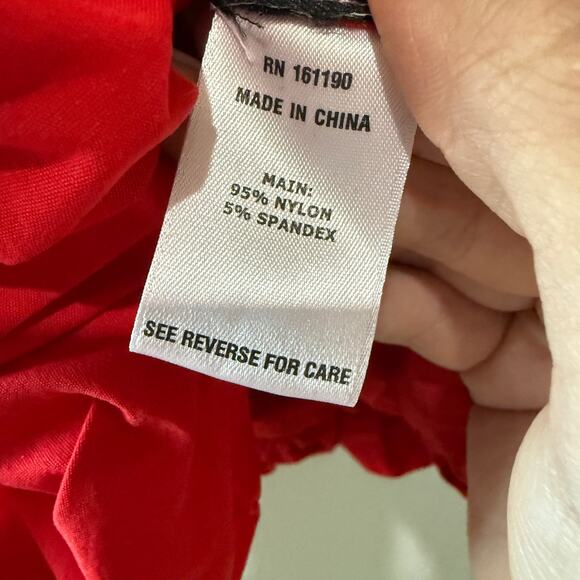 RN 161190
MADE IN CHINA
MAIN:
95% NYLON
5% SPANDEX
SEE REVERSE FOR CARE